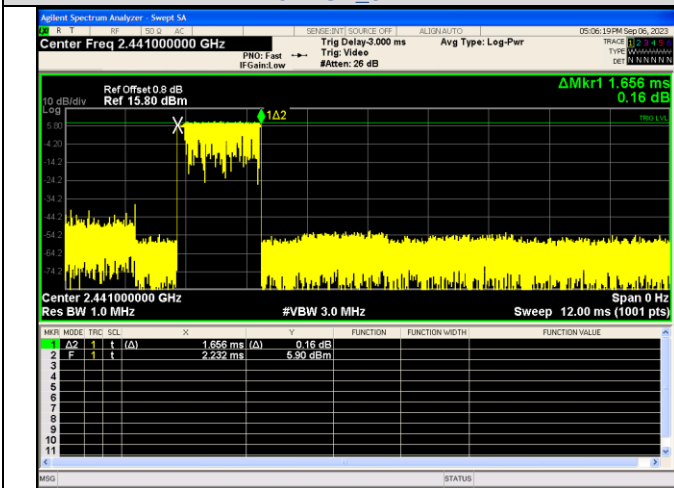 Agilent Spectrum Analyzer - Swept SA
R T RF 50 Ω AC SENSE:INT SOURCE OFF ALIGN AUTO 05:06:19 PM Sep 06, 2023
Center Freq 2.441000000 GHz
PNO: Fast
IFGain:Low
Trig Delay-3.000 ms
Trig: Video
#Atten: 26 dB
Avg Type: Log-Pwr
TRACE 1 2 3 4 5 6
TYPE
DET N N N N N N
ΔMkr1 1.656 ms
0.16 dB
Ref Offset 0.8 dB
10 dB/div Ref 15.80 dBm
Log
TRIG LVL
X
1Δ2
5.80
-4.20
-14.2
-24.2
-34.2
-44.2
-54.2
-64.2
-74.2
Center 2.441000000 GHz Span 0 Hz
Res BW 1.0 MHz #VBW 3.0 MHz Sweep 12.00 ms (1001 pts)
MKR MODE TRC SCL X Y FUNCTION FUNCTION WIDTH FUNCTION VALUE
1 Δ2 1 t (Δ) 1.656 ms (Δ) 0.16 dB
2 F 1 t 2.232 ms 5.90 dBm
3
4
5
6
7
8
9
10
11
MSG STATUS